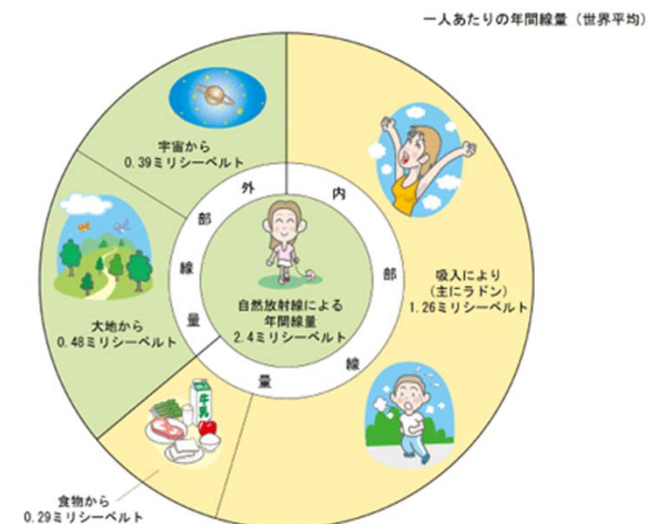 一人あたりの年間線量（世界平均）
宇宙から
0.39ミリシーベルト
外部線量
内部線量
牛乳
自然放射線による
年間線量
2.4ミリシーベルト
吸入により
（主にラドン）
1.26ミリシーベルト
大地から
0.48ミリシーベルト
食物から
0.29ミリシーベルト